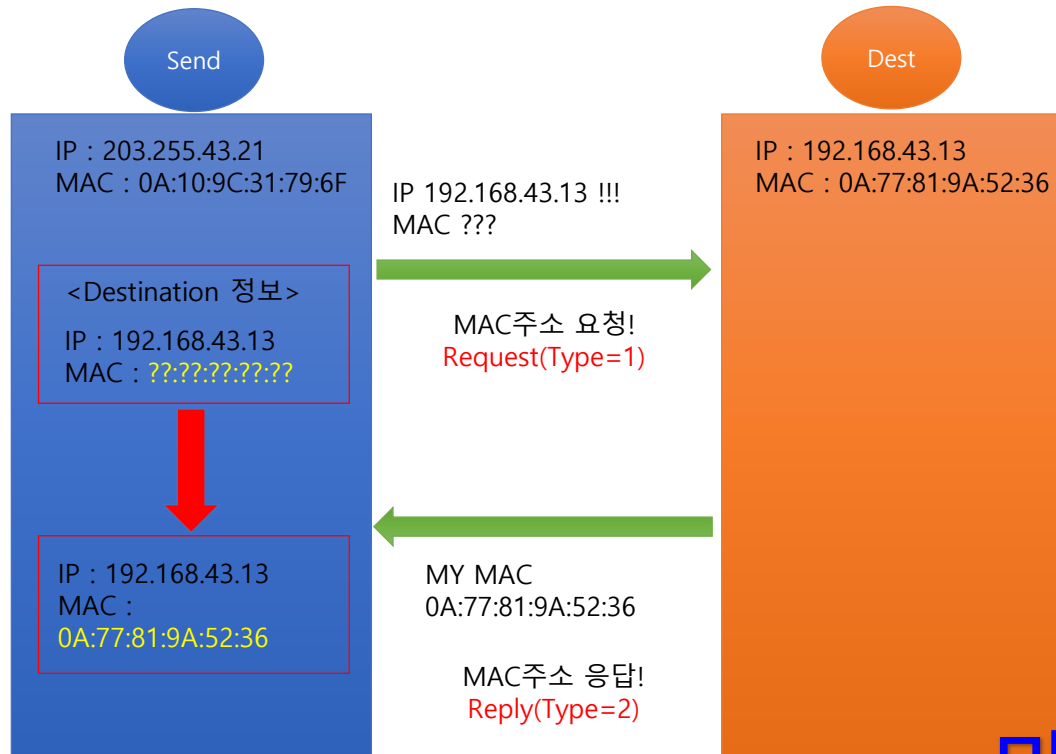 Send
Dest
IP : 203.255.43.21
MAC : 0A:10:9C:31:79:6F
IP : 192.168.43.13
MAC : 0A:77:81:9A:52:36
IP 192.168.43.13 !!!
MAC ???
<Destination 정보>
IP : 192.168.43.13
MAC : ??:??:??:??:??
MAC주소 요청!
Request(Type=1)
IP : 192.168.43.13
MAC :
0A:77:81:9A:52:36
MY MAC
0A:77:81:9A:52:36
MAC주소 응답!
Reply(Type=2)